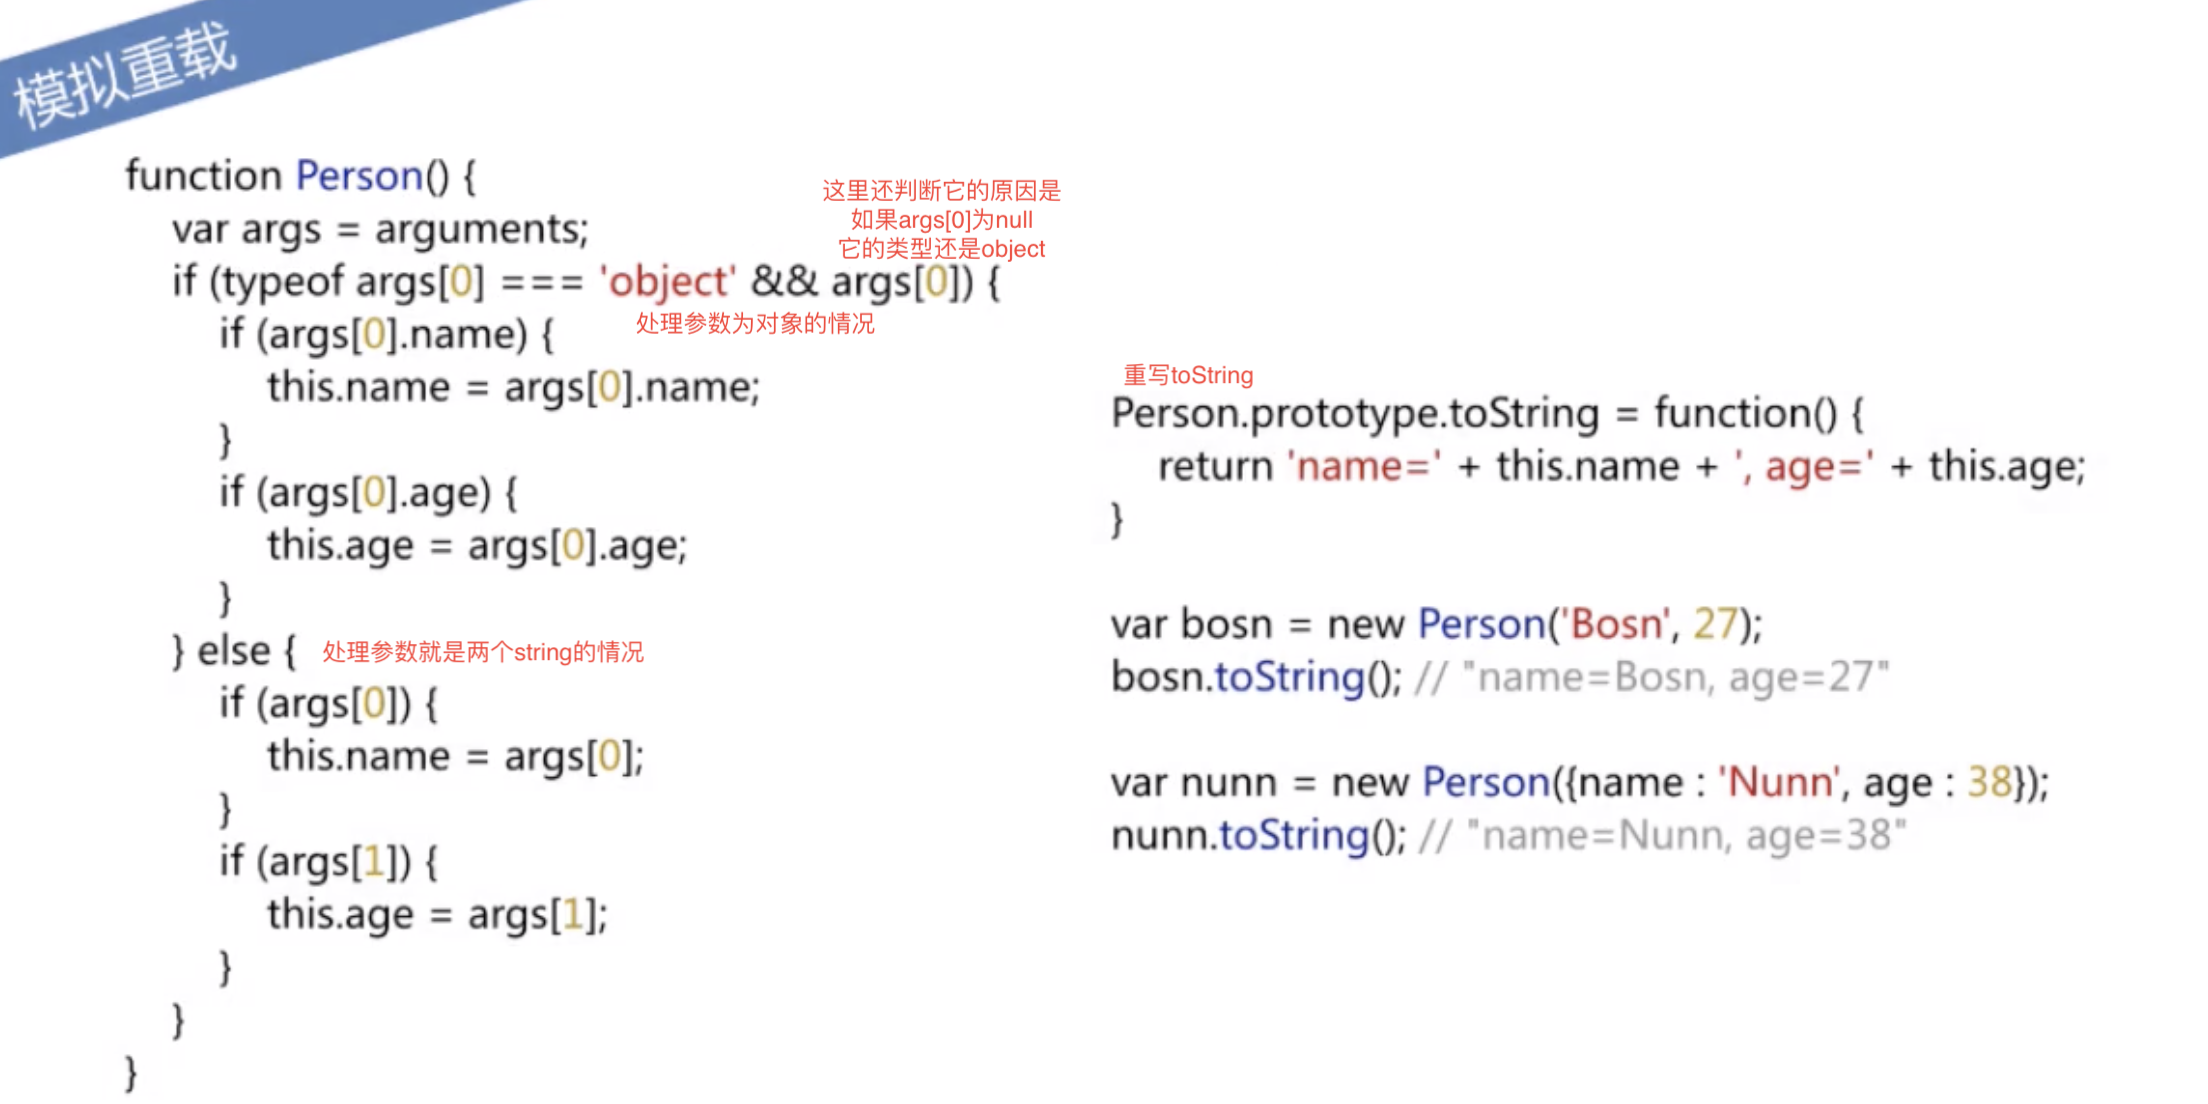 模拟重载
function Person() {
var args = arguments;
这里还判断它的原因是
如果args[0]为null
它的类型还是object
if (typeof args[0] === 'object' && args[0]) {
处理参数为对象的情况
if (args[0].name) {
this.name = args[0].name;
}
if (args[0].age) {
this.age = args[0].age;
}
} else { 处理参数就是两个string的情况
if (args[0]) {
this.name = args[0];
}
if (args[1]) {
this.age = args[1];
}
}
}
重写toString
Person.prototype.toString = function() {
return 'name=' + this.name + ', age=' + this.age;
}
var bosn = new Person('Bosn', 27);
bosn.toString(); // "name=Bosn, age=27"
var nunn = new Person({name : 'Nunn', age : 38});
nunn.toString(); // "name=Nunn, age=38"